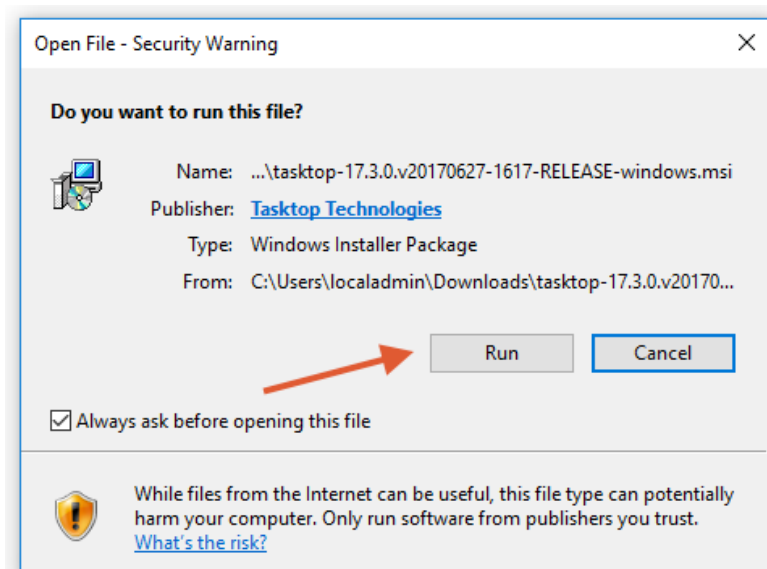 Open File - Security Warning
Do you want to run this file?
Name: ...\tasktop-17.3.0.v20170627-1617-RELEASE-windows.msi
Publisher: Tasktop Technologies
Type: Windows Installer Package
From: C:\Users\localadmin\Downloads\tasktop-17.3.0.v20170...
Run Cancel
Always ask before opening this file
While files from the Internet can be useful, this file type can potentially
harm your computer. Only run software from publishers you trust.
What's the risk?